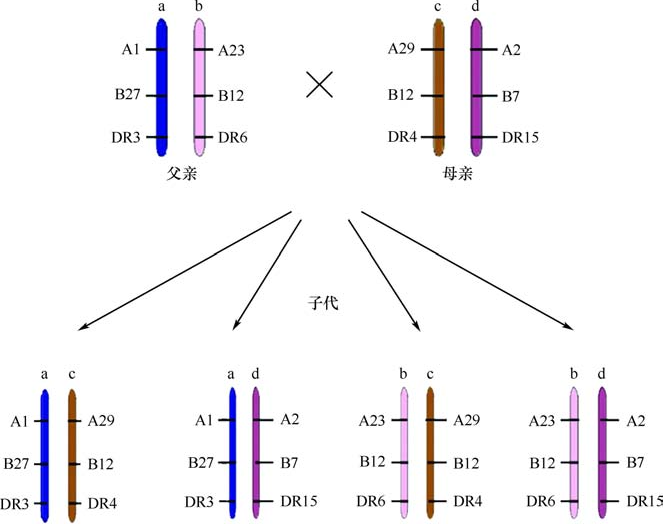 a b c d
A1 A23 A29 A2
B27 B12 B12 B7
DR3 DR6 DR4 DR15
父亲 母亲
子代
a c a d b c b d
A1 A29 A1 A2 A23 A29 A23 A2
B27 B12 B27 B7 B12 B12 B12 B7
DR3 DR4 DR3 DR15 DR6 DR4 DR6 DR15